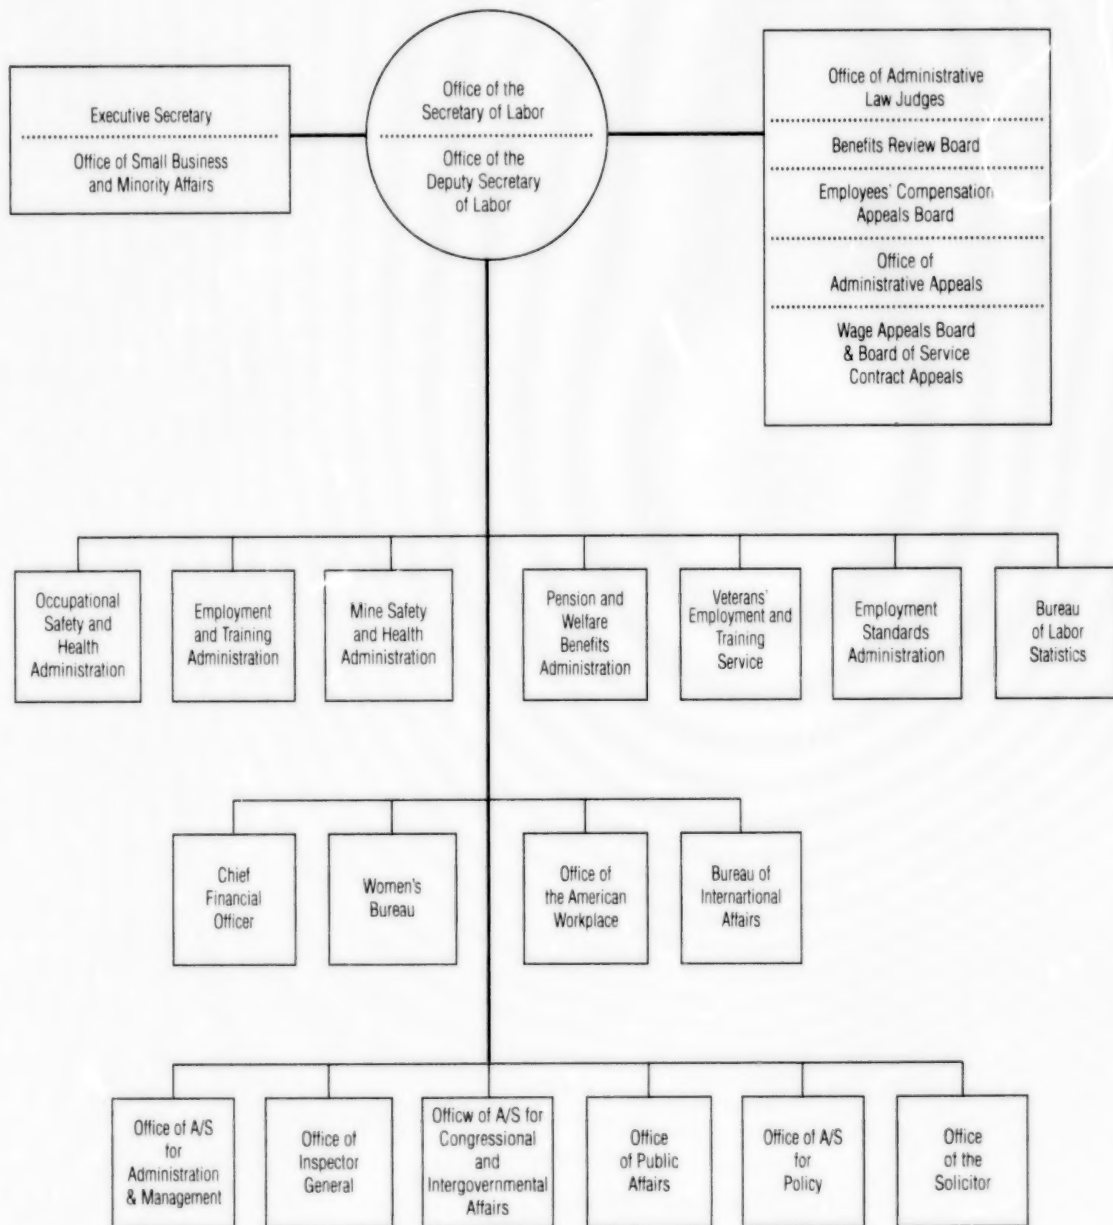 Executive Secretary
Office of Small Business
and Minority Affairs
Office of the
Secretary of Labor
Office of the
Deputy Secretary
of Labor
Office of Administrative
Law Judges
Benefits Review Board
Employees' Compensation
Appeals Board
Office of
Administrative Appeals
Wage Appeals Board
& Board of Service
Contract Appeals
Occupational
Safety and
Health
Administration
Employment
and Training
Administration
Mine Safety
and Health
Administration
Pension and
Welfare
Benefits
Administration
Veterans'
Employment and
Training
Service
Employment
Standards
Administration
Bureau
of Labor
Statistics
Chief
Financial
Officer
Women's
Bureau
Office of
the American
Workplace
Bureau of
Internartional
Affairs
Office of A/S
for
Administration
& Management
Office of
Inspector
General
Officw of A/S for
Congressional
and
Intergovernmental
Affairs
Office
of Public
Affairs
Office of A/S
for
Policy
Office
of the
Solicitor